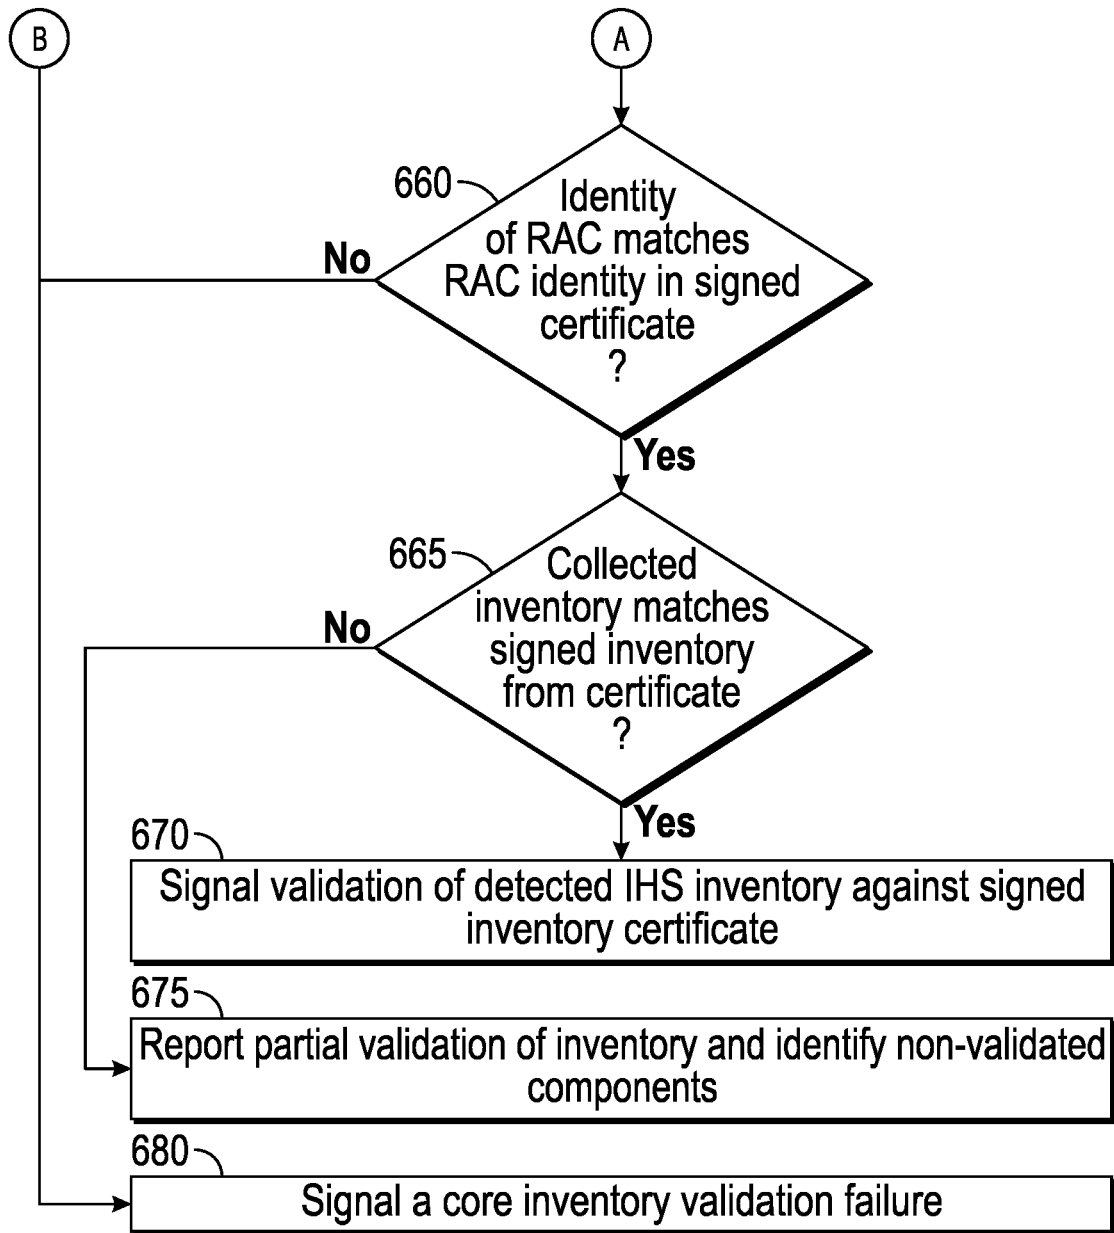 B
A
660
Identity
of RAC matches
RAC identity in signed
certificate
?
No
Yes
665
Collected
inventory matches
signed inventory
from certificate
?
No
Yes
670
Signal validation of detected IHS inventory against signed
inventory certificate
675
Report partial validation of inventory and identify non-validated
components
680
Signal a core inventory validation failure